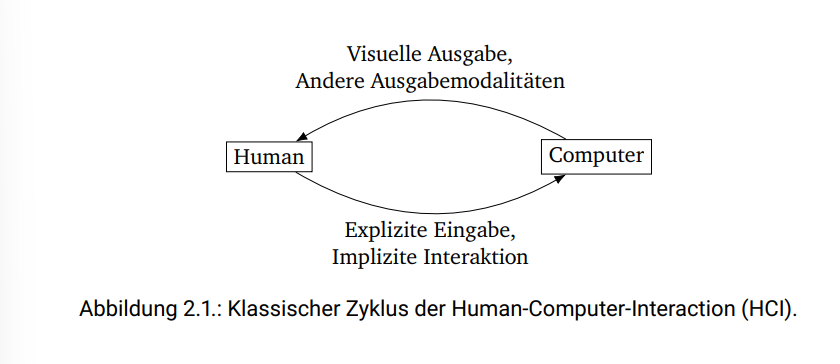 Visuelle Ausgabe,
Andere Ausgabemodalitäten
Human
Computer
Explizite Eingabe,
Implizite Interaktion
Abbildung 2.1.: Klassischer Zyklus der Human-Computer-Interaction (HCI).